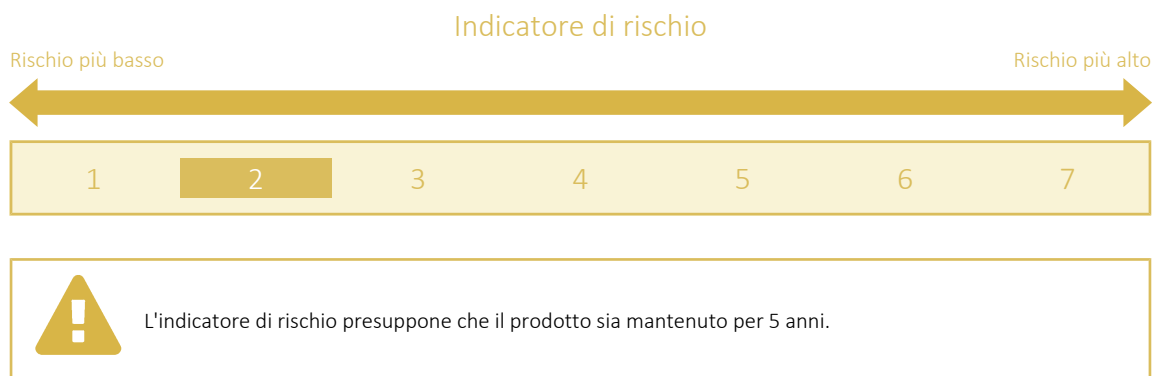 Indicatore di rischio
Rischio più basso Rischio più alto
1 2 3 4 5 6 7
L'indicatore di rischio presuppone che il prodotto sia mantenuto per 5 anni.